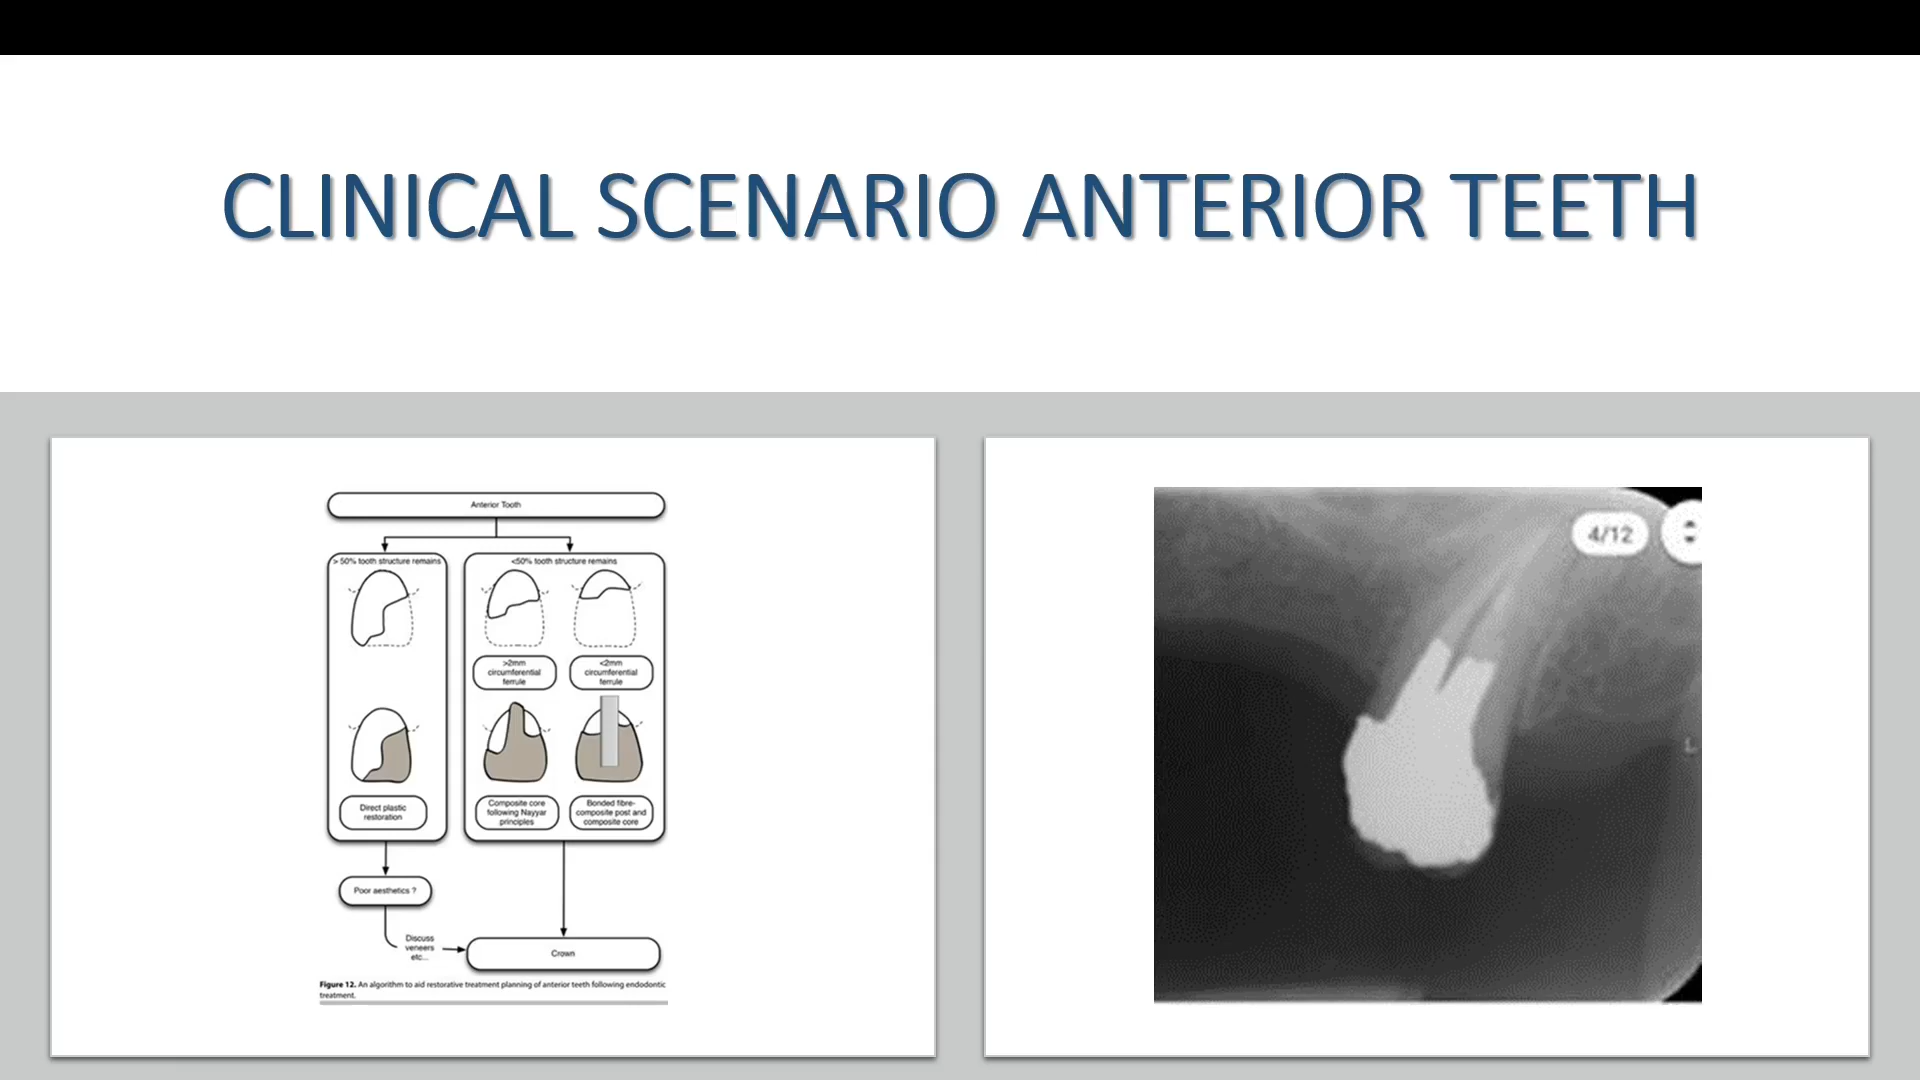 CLINICAL SCENARIO ANTERIOR TEETH
Anterior Tooth
> 50% tooth structure remains
<50% tooth structure remains
>2mm
circumferential
ferrule
<2mm
circumferential
ferrule
Direct plastic
restoration
Composite core
following Nayyar
principles
Bonded fibre-
composite post and
composite core
Poor aesthetics ?
Discuss
veneers
etc...
Crown
Figure 12. An algorithm to aid restorative treatment planning of anterior teeth following endodontic
treatment.
4/12
L